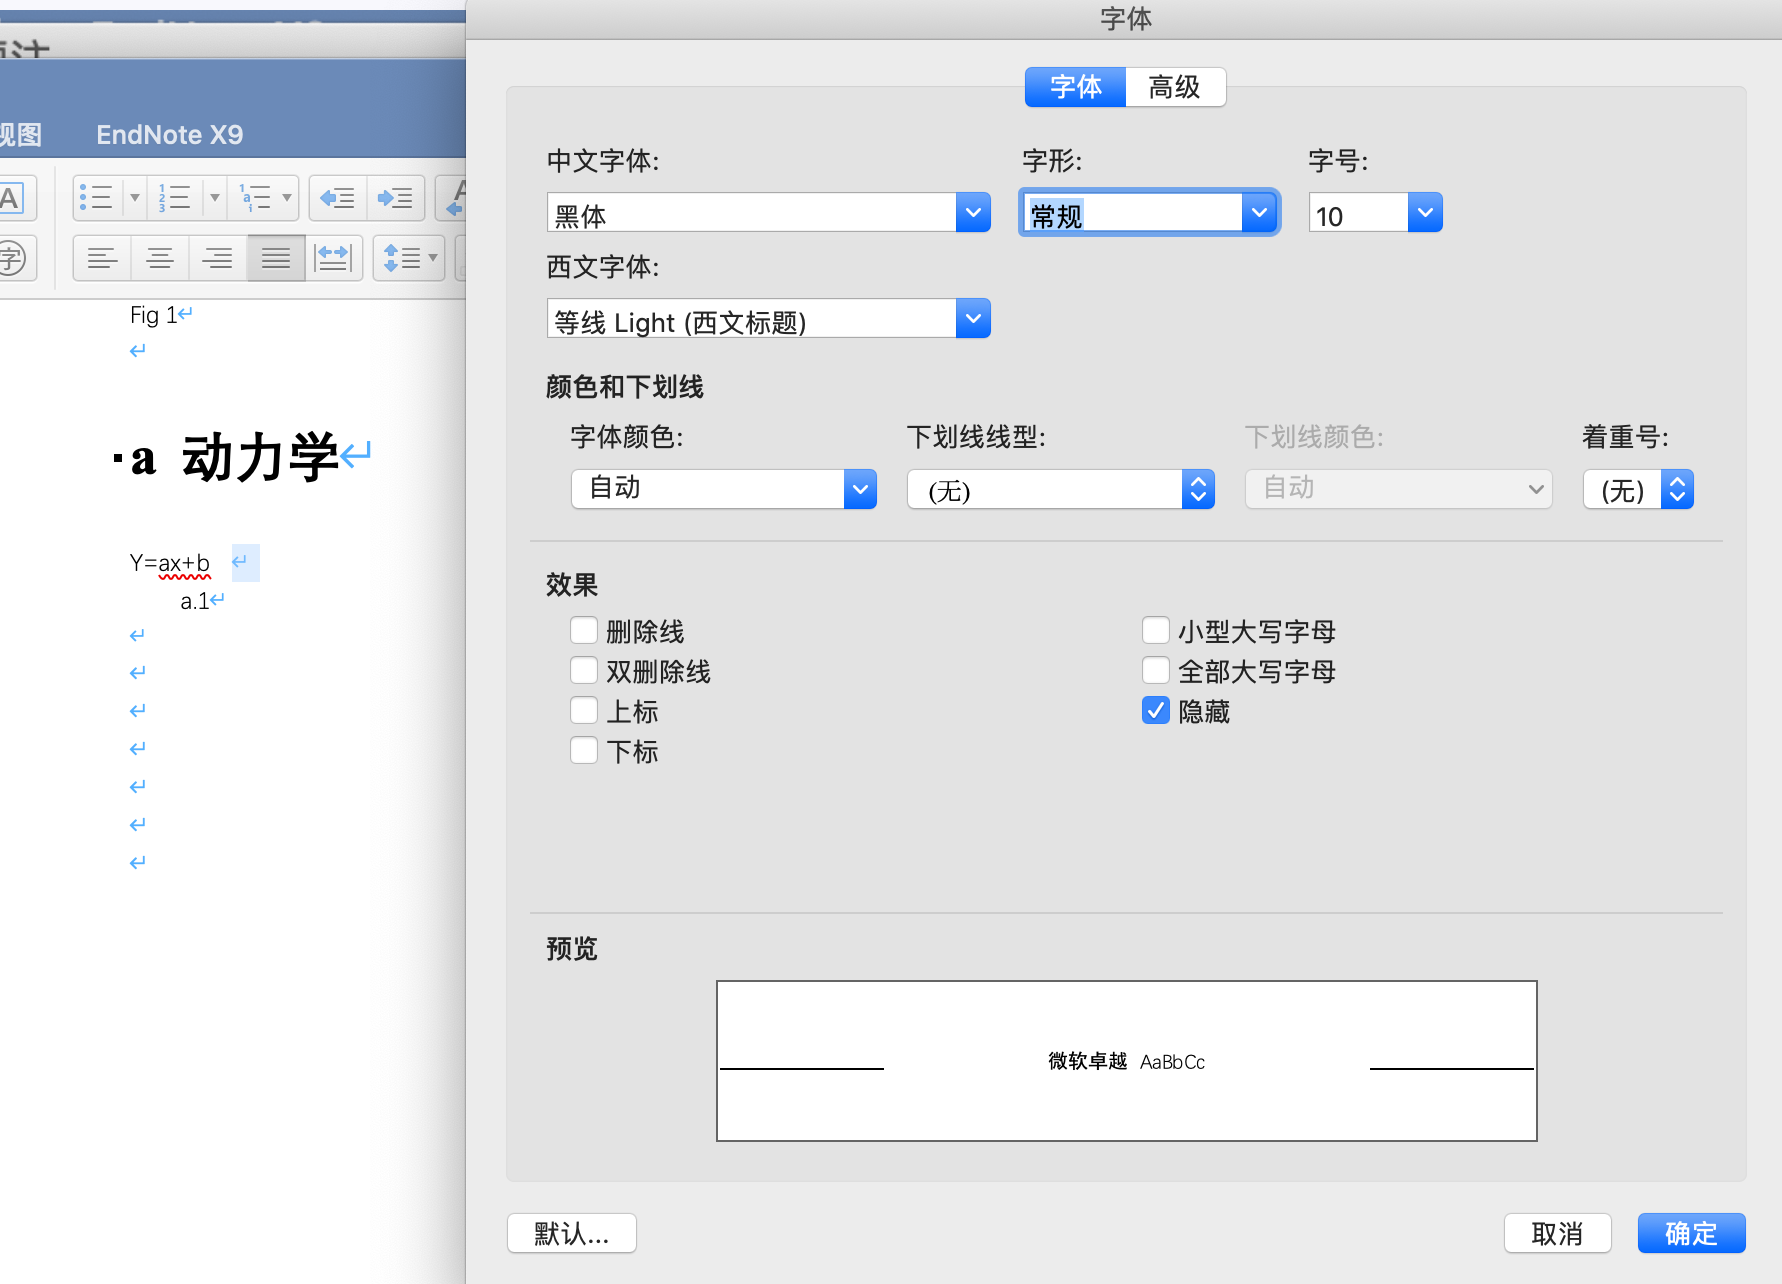 字体
EndNote X9
视图 EndNote X9
字体 高级
中文字体: 字形: 字号:
黑体 常规 10
西文字体:
等线 Light (西文标题)
颜色和下划线
字体颜色: 下划线线型: 下划线颜色: 着重号:
自动 (无) 自动 (无)
效果
删除线 小型大写字母
双删除线 全部大写字母
上标 隐藏
下标
预览
微软卓越 AaBbCc
默认... 取消 确定
A
字
Fig 1
a 动力学
Y=ax+b
a.1